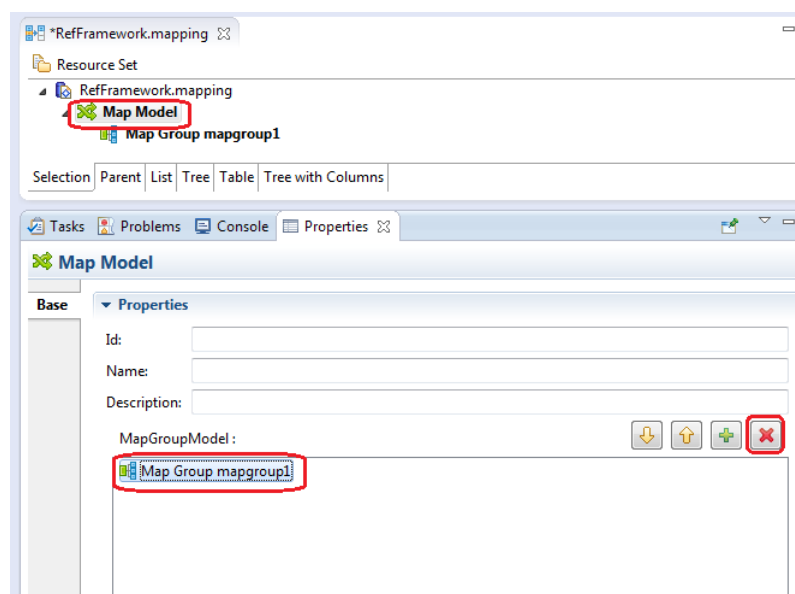 *RefFramework.mapping
Resource Set
RefFramework.mapping
Map Model
Map Group mapgroup1
Selection Parent List Tree Table Tree with Columns
Tasks Problems Console Properties
Map Model
Base Properties
Id:
Name:
Description:
MapGroupModel :
Map Group mapgroup1